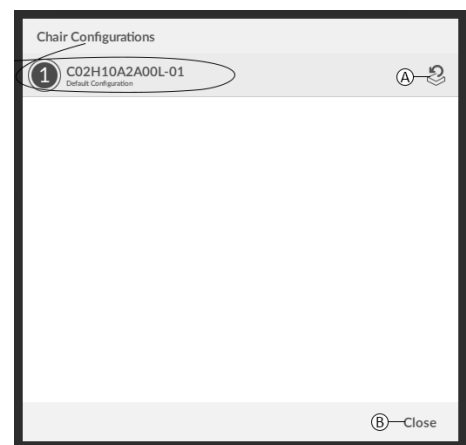 Chair Configurations
1 C02H10A2A00L-01
Default Configuration
A
B Close